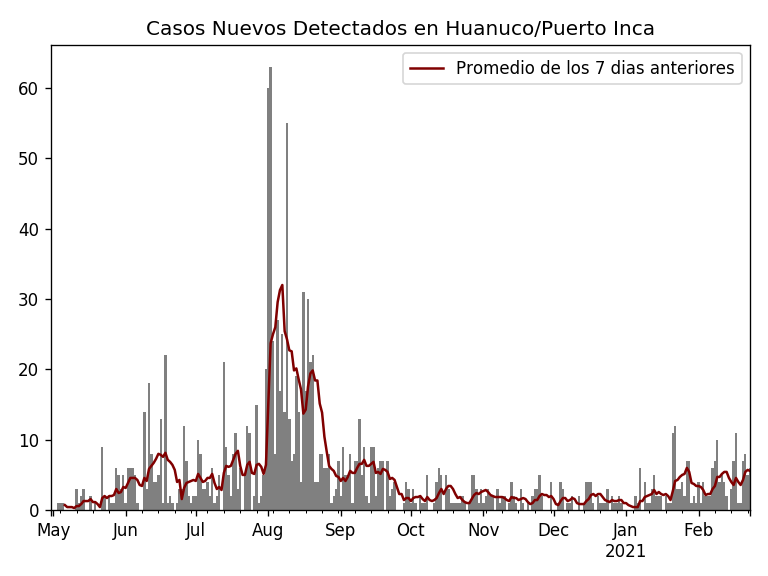 Casos Nuevos Detectados en Huanuco/Puerto Inca
Promedio de los 7 dias anteriores
60
50
40
30
20
10
0
May Jun Jul Aug Sep Oct Nov Dec Jan Feb
2021